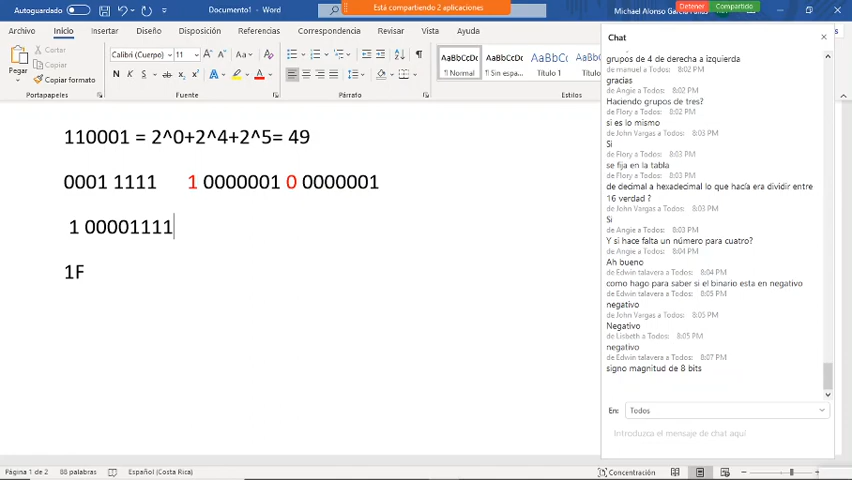 Autoguardado
Documento1 - Word
Está compartiendo 2 aplicaciones
Detener Compartido
Archivo Inicio Insertar Diseño Disposición Referencias Correspondencia Revisar Vista Ayuda
Pegar
Cortar
Copiar
Copiar formato
Portapapeles
Calibri (Cuerpo) 11
N K S
Fuente
Párrafo
AaBbCcDc AaBbCcDc AaBbCc AaBbCcD
¶ Normal
¶ Sin espa...
Título 1
Título 2
Estilos
110001 = 2^0+2^4+2^5= 49
0001 1111 1 0000001 0 0000001
1 00001111
1F
Chat
grupos de 4 de derecha a izquierda
de manuel a Todos: 8:02 PM
gracias
de Angie a Todos: 8:02 PM
Haciendo grupos de tres?
de Flory a Todos: 8:02 PM
si es lo mismo
de John Vargas a Todos: 8:03 PM
Si
de Flory a Todos: 8:03 PM
se fija en la tabla
de Flory a Todos: 8:03 PM
de decimal a hexadecimal lo que hacía era dividir entre
16 verdad ?
de John Vargas a Todos: 8:03 PM
Si
de Angie a Todos: 8:03 PM
Y si hace falta un número para cuatro?
de Angie a Todos: 8:04 PM
Ah bueno
de Edwin talavera a Todos: 8:04 PM
como hago para saber si el binario esta en negativo
de Edwin talavera a Todos: 8:05 PM
negativo
de John Vargas a Todos: 8:05 PM
Negativo
de Lisbeth a Todos: 8:05 PM
negativo
de Edwin talavera a Todos: 8:07 PM
signo magnitud de 8 bits
En: Todos
Introduzca el mensaje de chat aquí
Página 1 de 2 88 palabras Español (Costa Rica)
Concentración